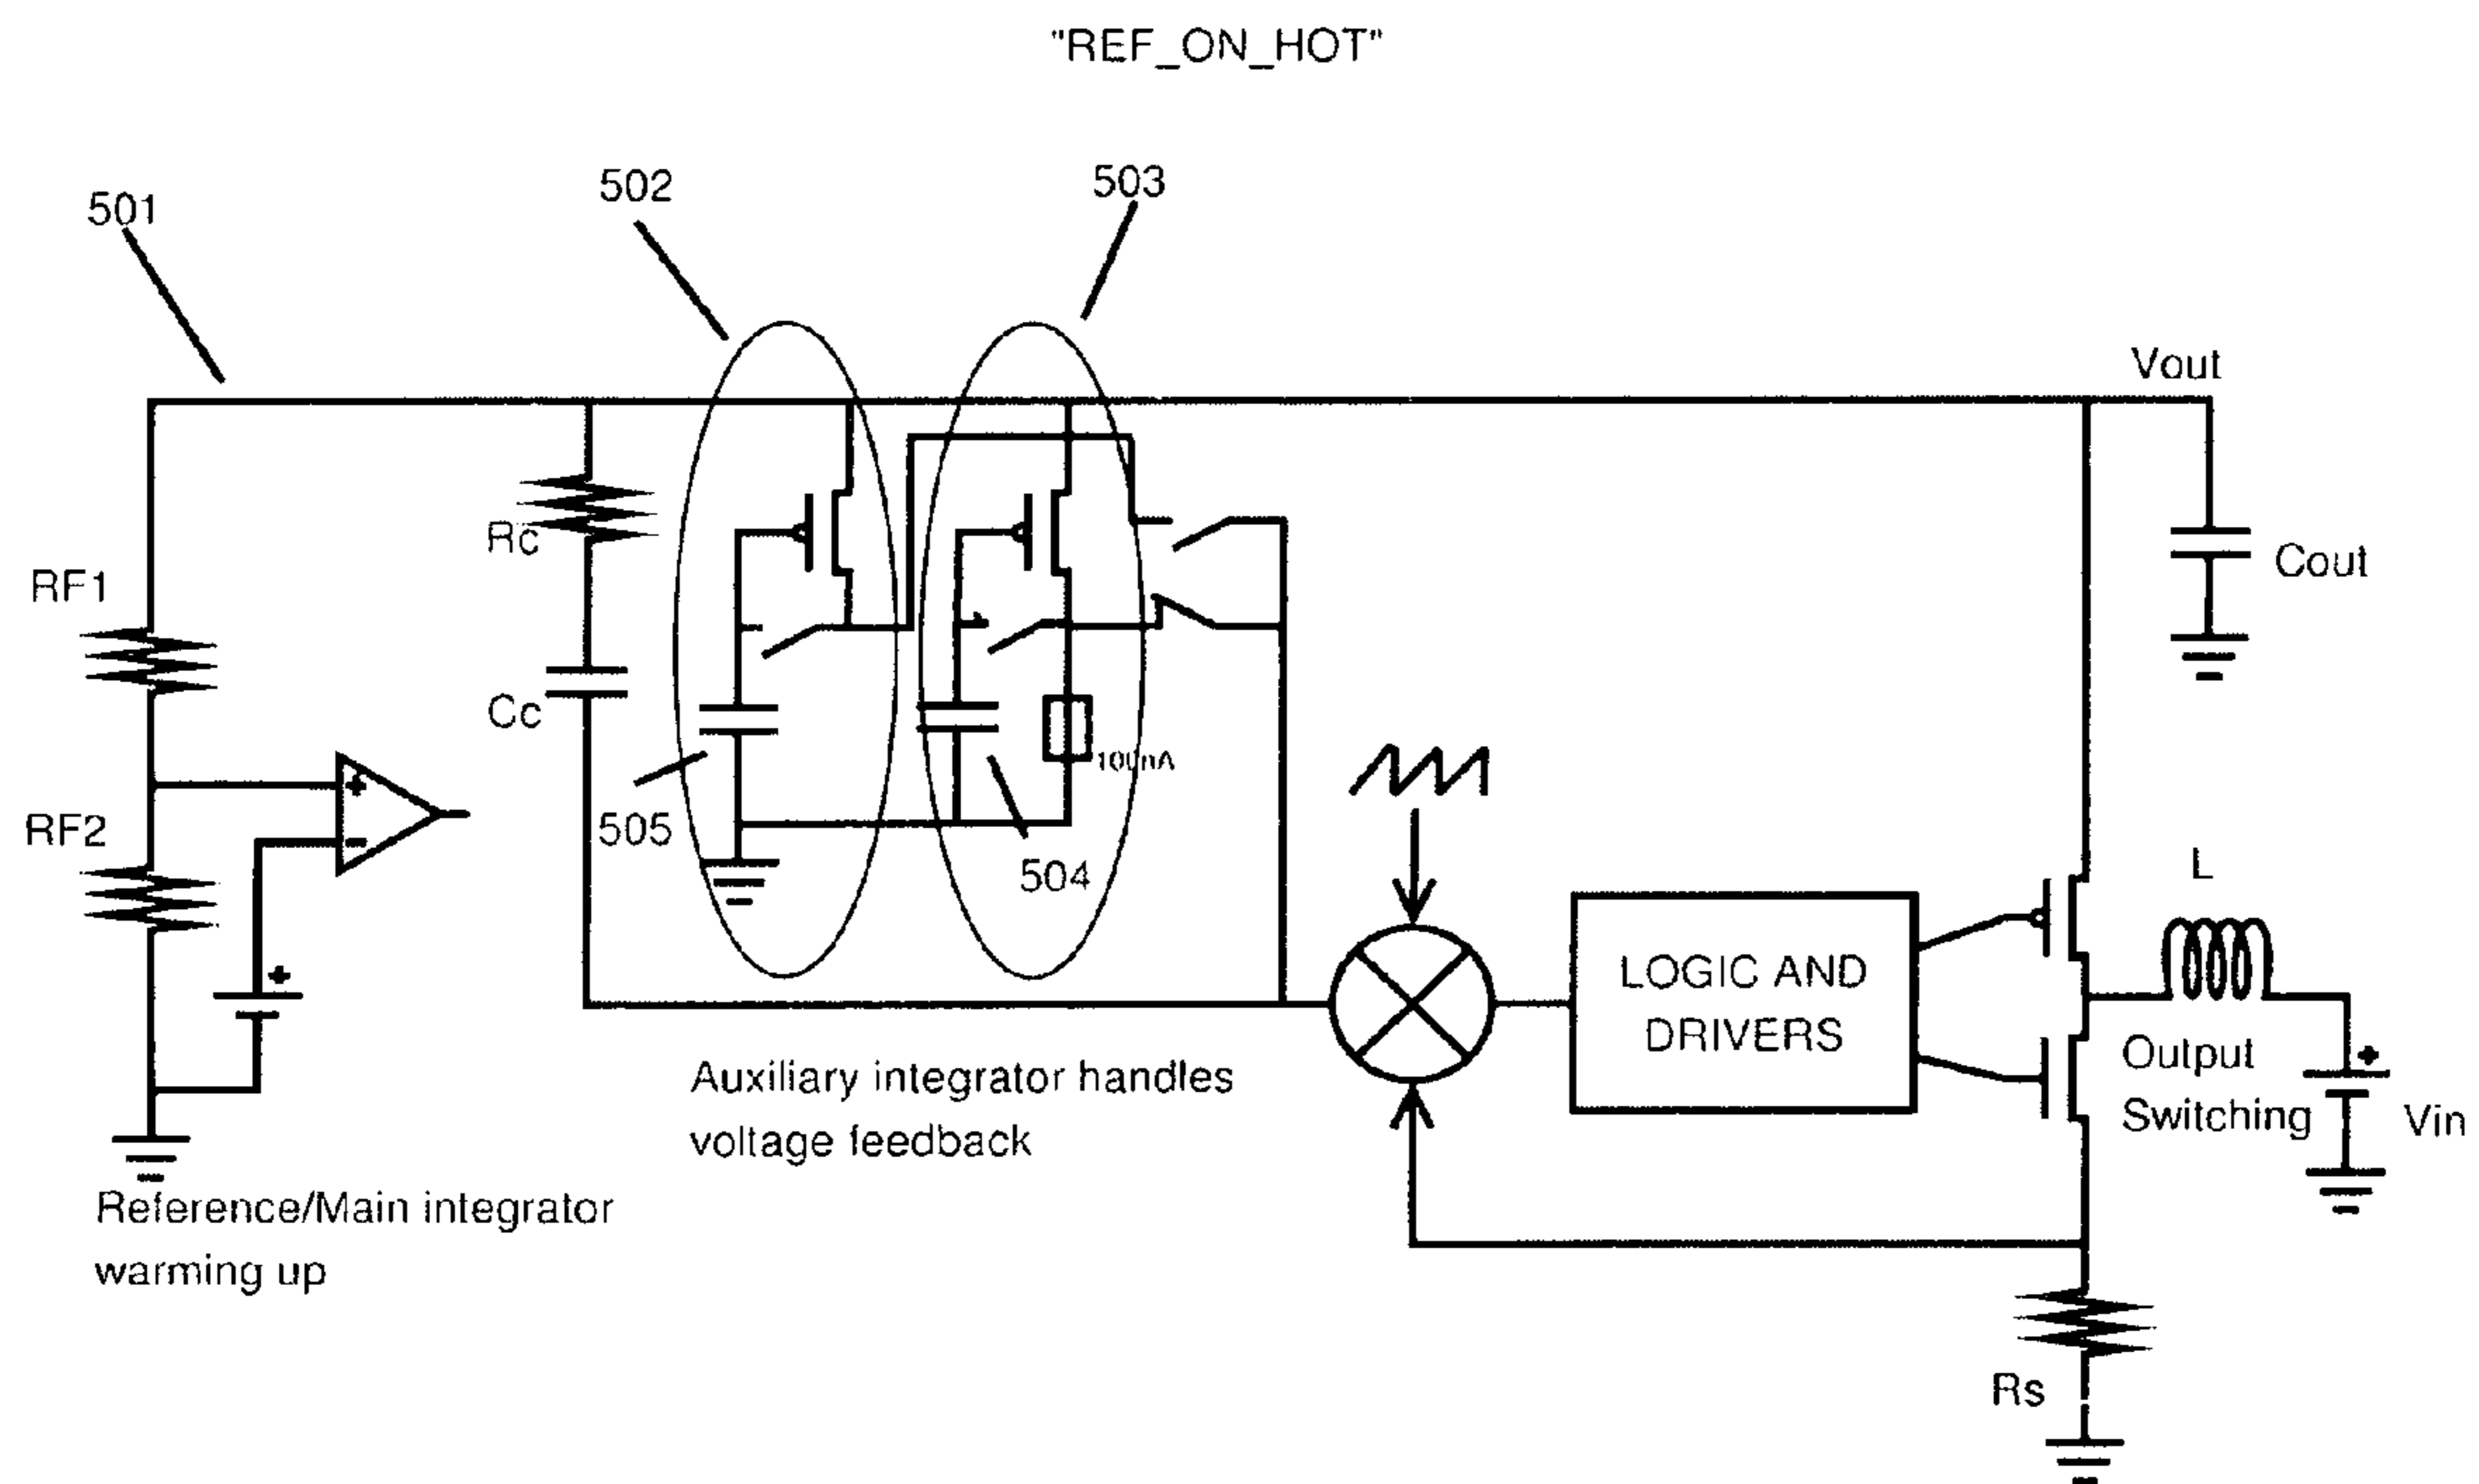 "REF_ON_HOT"
501
502
503
Vout
Cout
RF1
Rc
Cc
RF2
505
504
100nA
LOGIC AND
DRIVERS
L
Output
Switching
Vin
Auxiliary integrator handles
voltage feedback
Reference/Main integrator
warming up
Rs